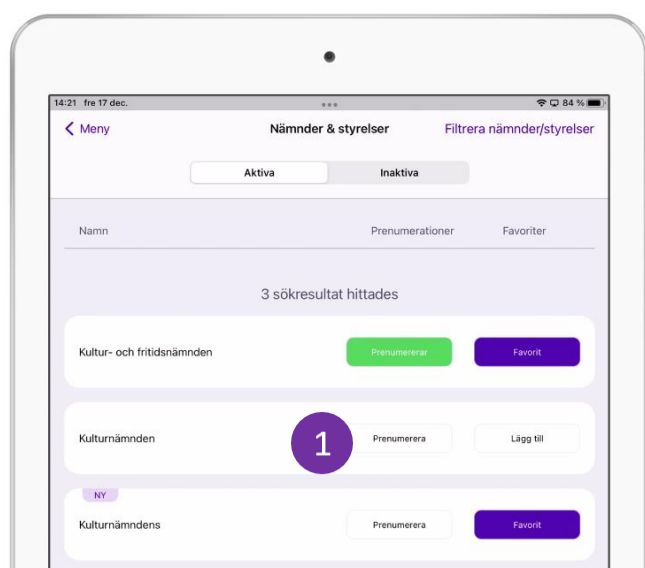 14:21 fre 17 dec.
84 %
Meny
Nämnder & styrelser
Filtrera nämnder/styrelser
Aktiva
Inaktiva
Namn
Prenumerationer
Favoriter
3 sökresultat hittades
Kultur- och fritidsnämnden
Prenumererar
Favorit
Kulturnämnden
1
Prenumerera
Lägg till
NY
Kulturnämndens
Prenumerera
Favorit